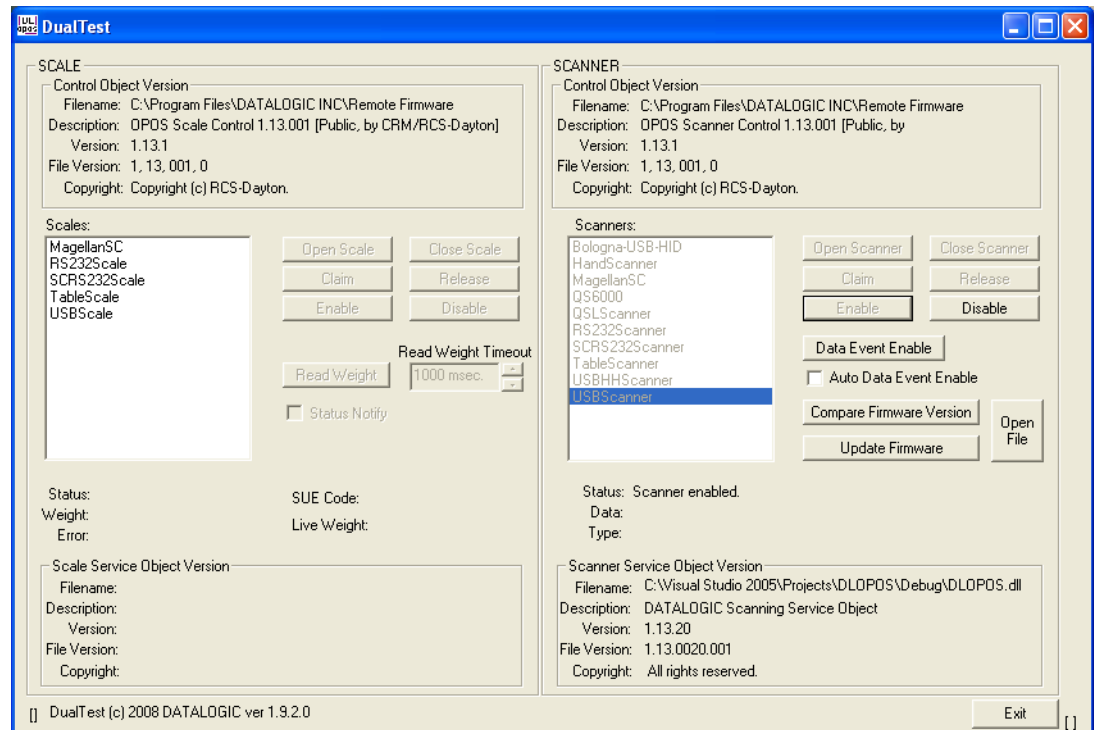 DualTest
SCALE
Control Object Version
Filename: C:\Program Files\DATALOGIC INC\Remote Firmware
Description: OPOS Scale Control 1.13.001 [Public, by CRM/RCS-Dayton]
Version: 1.13.1
File Version: 1, 13, 001, 0
Copyright: Copyright (c) RCS-Dayton.
Scales:
MagellanSC
RS232Scale
SCRS232Scale
TableScale
USBScale
Open Scale
Close Scale
Claim
Release
Enable
Disable
Read Weight Timeout
Read Weight
1000 msec.
Status Notify
Status:
Weight:
Error:
SUE Code:
Live Weight:
Scale Service Object Version
Filename:
Description:
Version:
File Version:
Copyright:
SCANNER
Control Object Version
Filename: C:\Program Files\DATALOGIC INC\Remote Firmware
Description: OPOS Scanner Control 1.13.001 [Public, by
Version: 1.13.1
File Version: 1, 13, 001, 0
Copyright: Copyright (c) RCS-Dayton.
Scanners:
Bologna-USB-HID
HandScanner
MagellanSC
QS6000
QSLScanner
RS232Scanner
SCRS232Scanner
TableScanner
USBHHScanner
USBScanner
Open Scanner
Close Scanner
Claim
Release
Enable
Disable
Data Event Enable
Auto Data Event Enable
Compare Firmware Version
Update Firmware
Open
File
Status: Scanner enabled.
Data:
Type:
Scanner Service Object Version
Filename: C:\Visual Studio 2005\Projects\DLOPOS\Debug\DLOPOS.dll
Description: DATALOGIC Scanning Service Object
Version: 1.13.20
File Version: 1.13.0020.001
Copyright: All rights reserved.
[] DualTest (c) 2008 DATALOGIC ver 1.9.2.0
Exit
[ ]